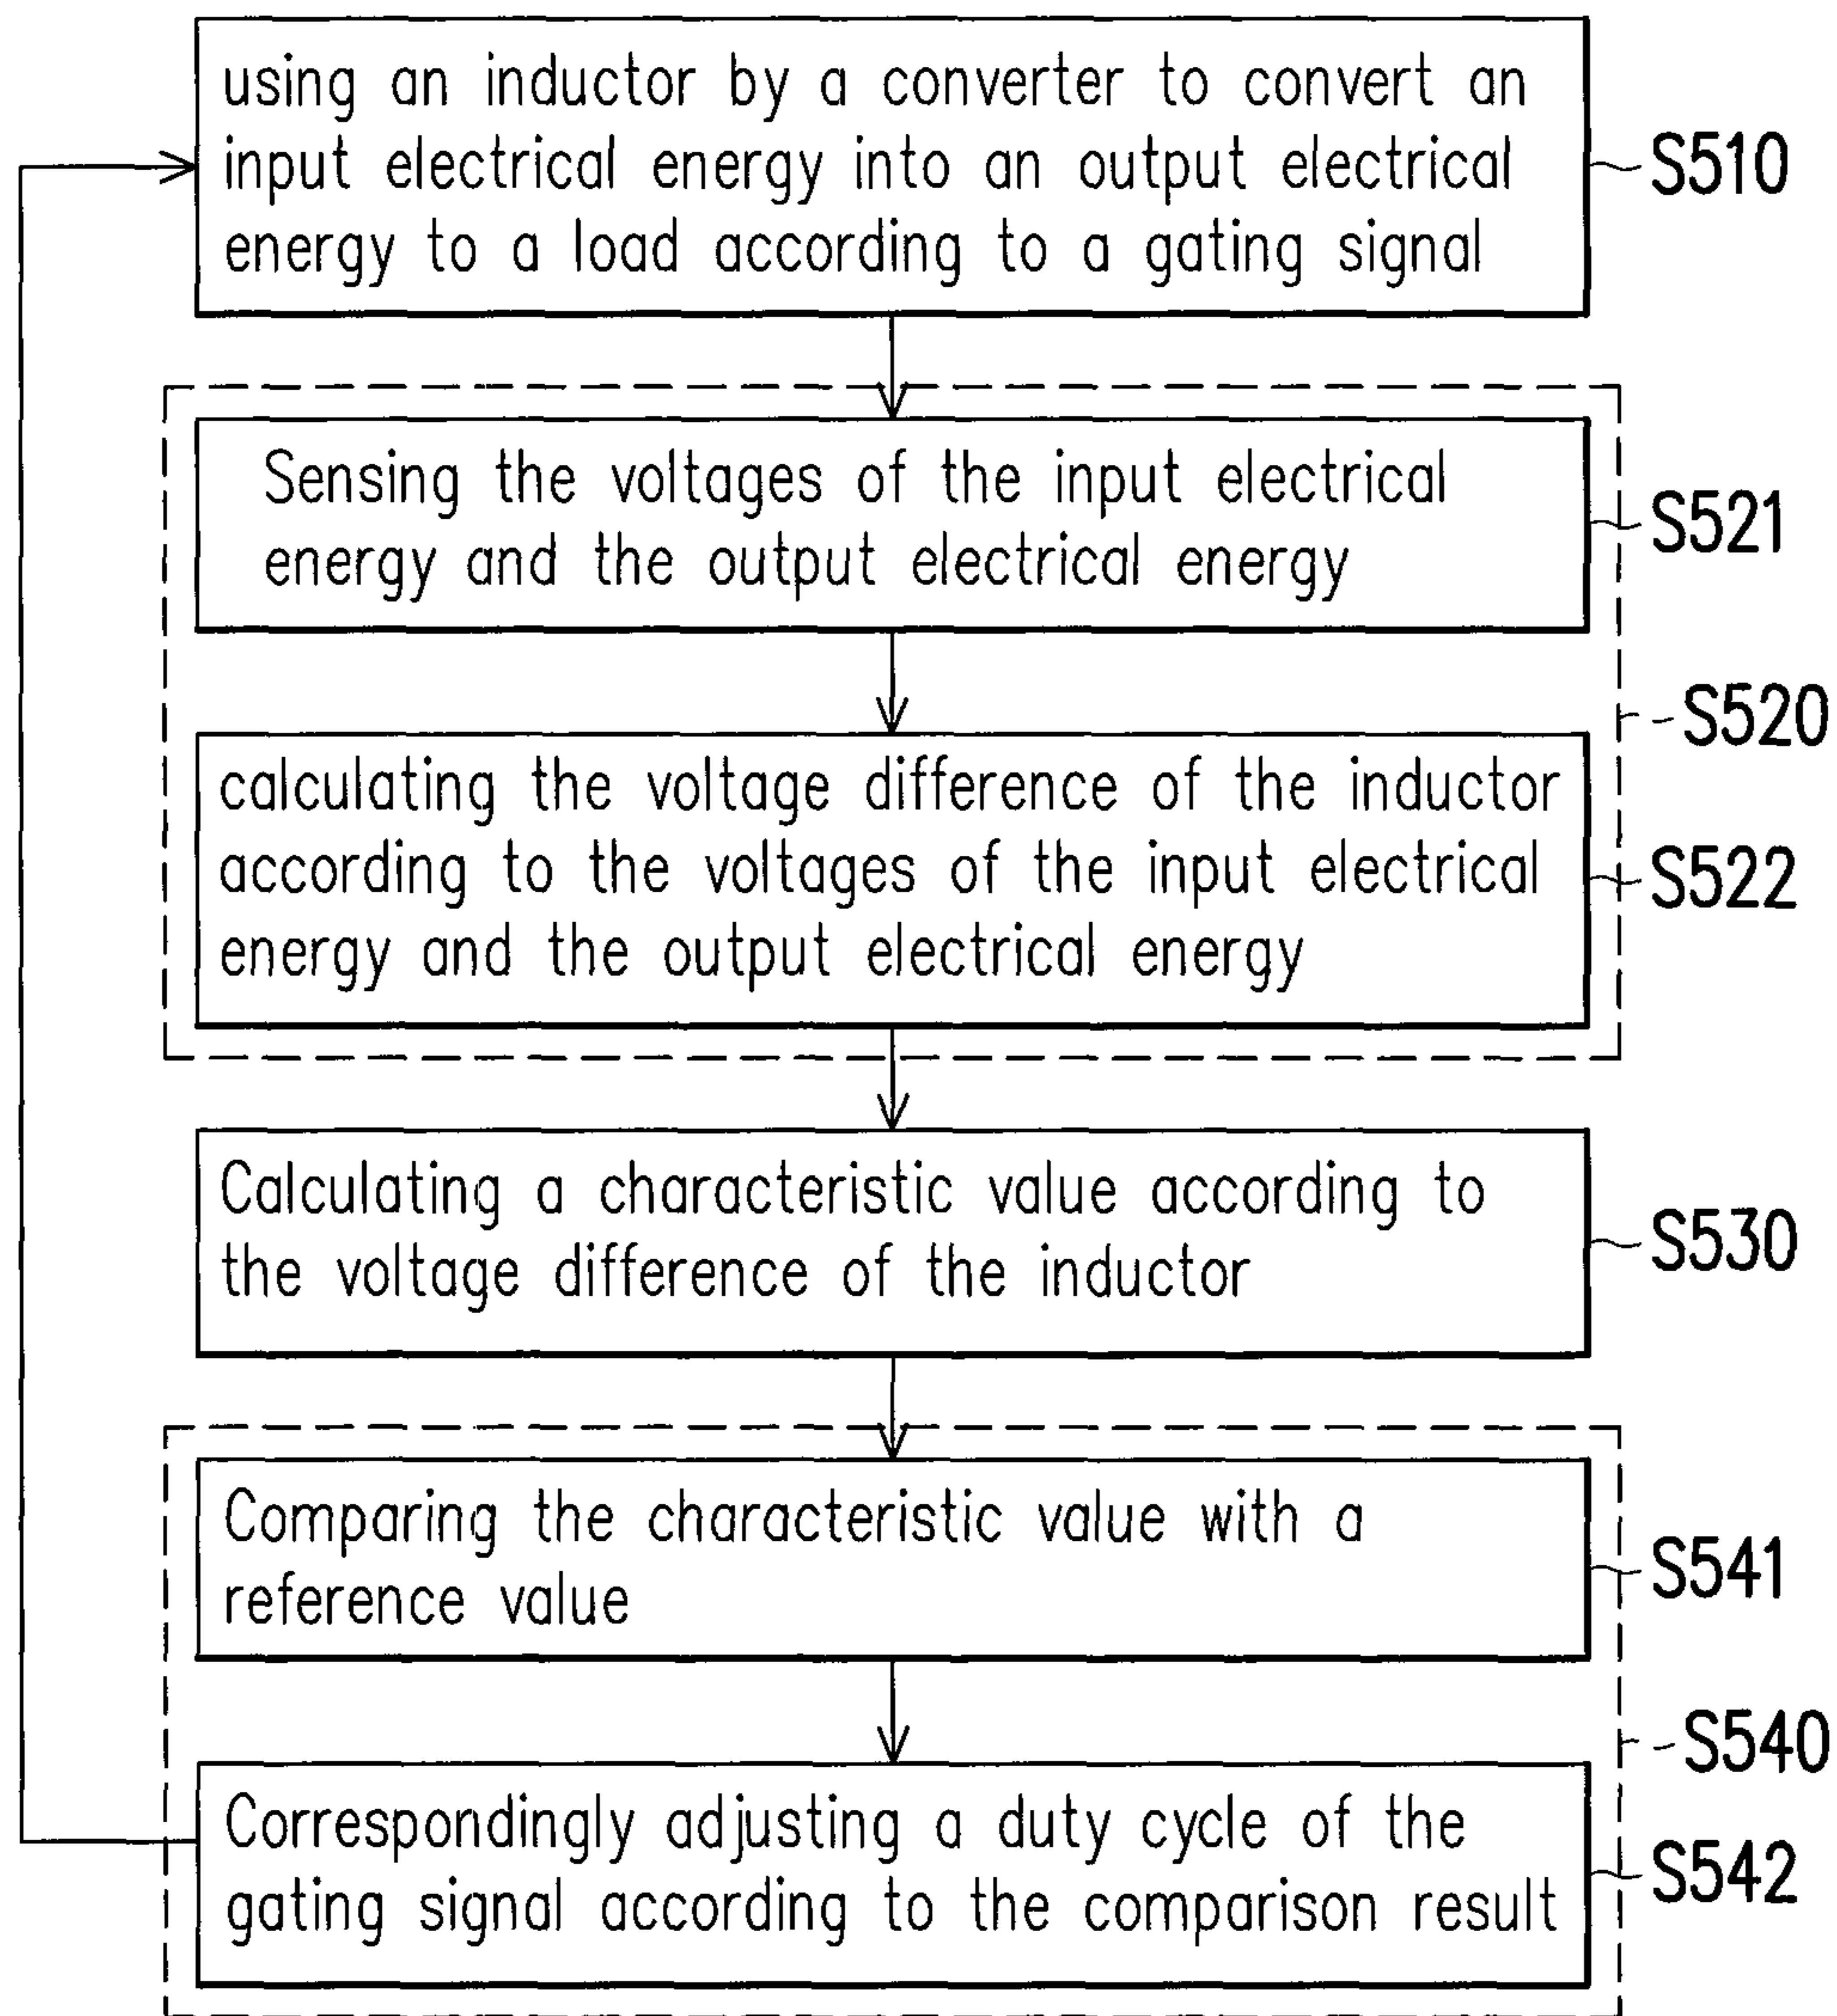 using an inductor by a converter to convert an
input electrical energy into an output electrical
energy to a load according to a gating signal
S510
Sensing the voltages of the input electrical
energy and the output electrical energy
S521
S520
calculating the voltage difference of the inductor
according to the voltages of the input electrical
energy and the output electrical energy
S522
Calculating a characteristic value according to
the voltage difference of the inductor
S530
Comparing the characteristic value with a
reference value
S541
S540
Correspondingly adjusting a duty cycle of the
gating signal according to the comparison result
S542